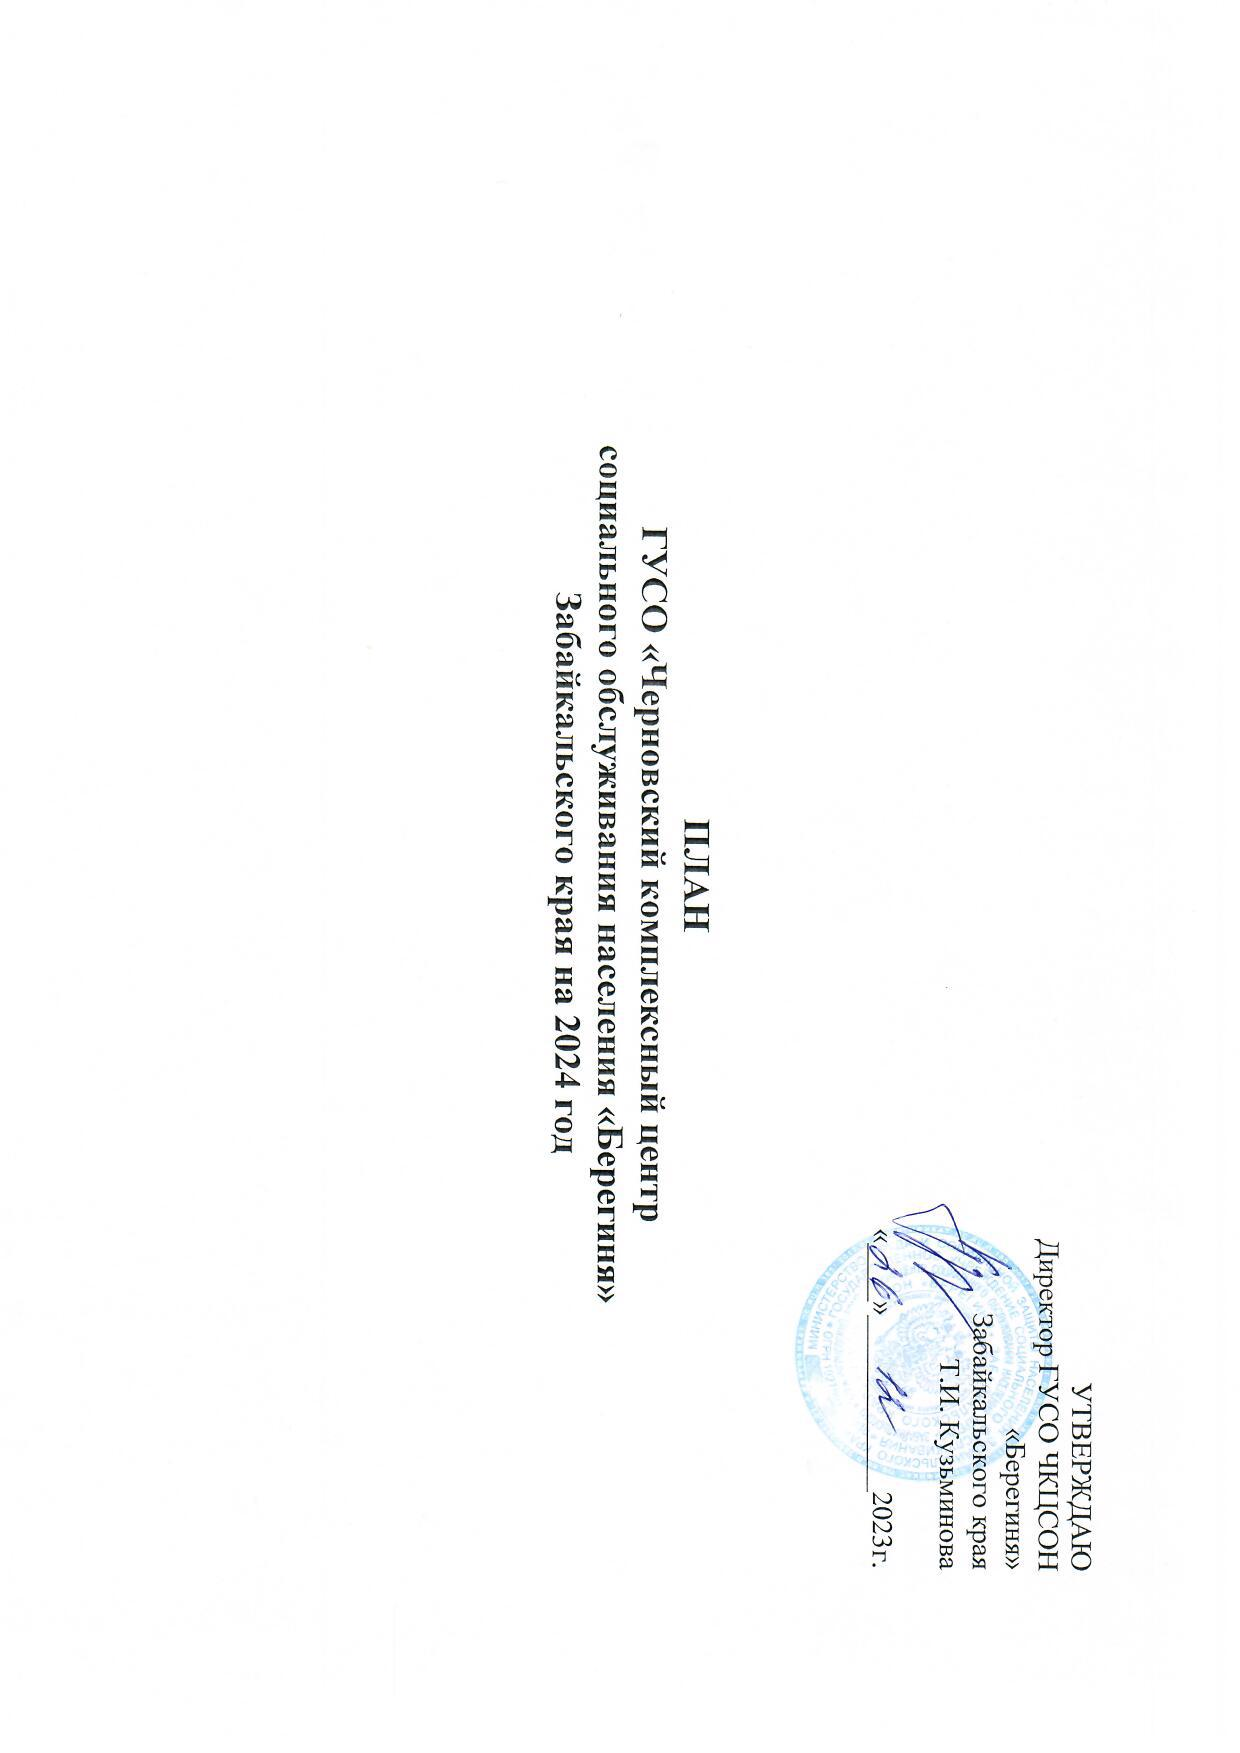 УТВЕРЖДАЮ
Директор ГУСО ЧКЦСОН
«Берегиня»
Забайкальского края
Т.И. Кузьминова
«26» 2023г.
ПЛАН
ГУСО «Черновский комплексный центр
социального обслуживания населения «Берегиня»
Забайкальского края на 2024 год